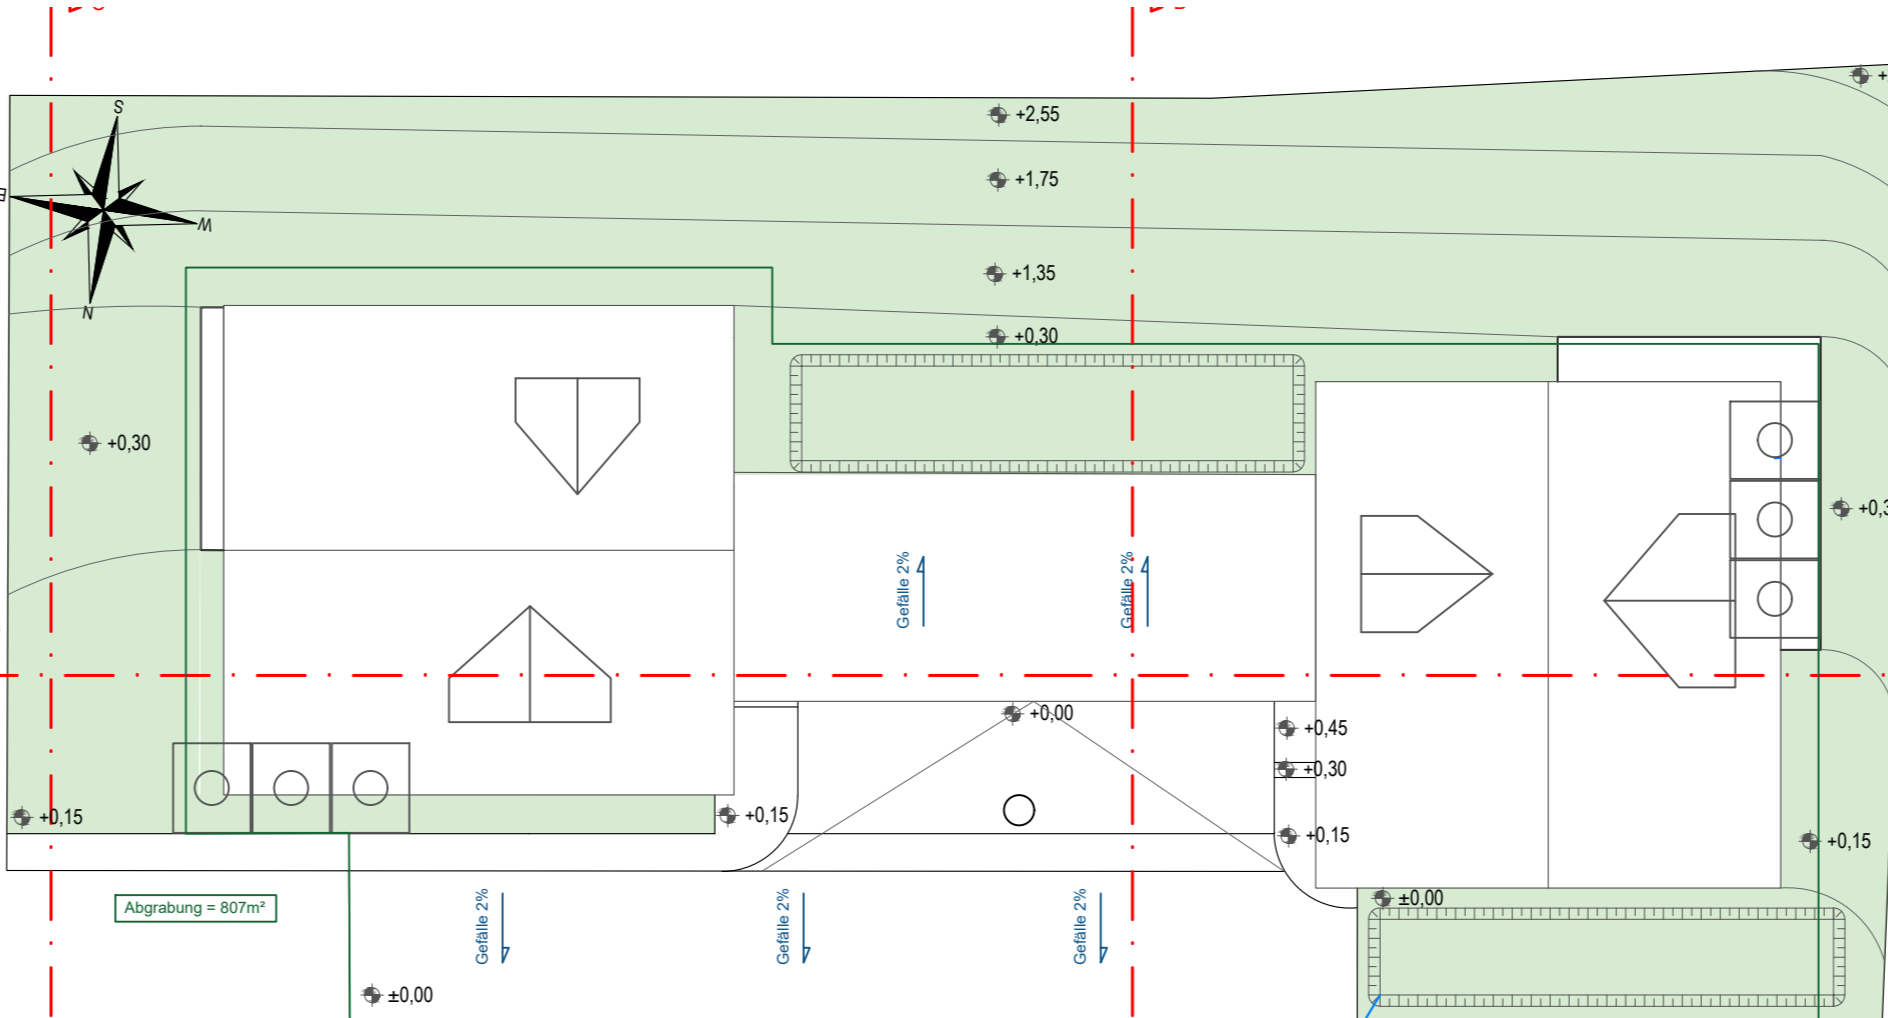 +
S
+2,55
+1,75
W
+1,35
N
+0,30
+0,30
+0,3
Gefälle 2%
Gefälle 2%
+0,00
+0,45
+0,30
+0,15
+0,15
+0,15
+0,15
±0,00
Abgrabung = 807m²
Gefälle 2%
Gefälle 2%
Gefälle 2%
±0,00